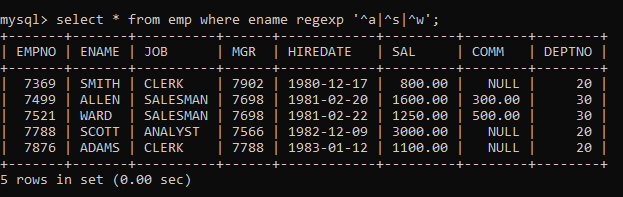 mysql> select * from emp where ename regexp '^a|^s|^w';
+-------+-------+----------+------+------------+---------+--------+--------+
| EMPNO | ENAME | JOB      | MGR  | HIREDATE   | SAL     | COMM   | DEPTNO |
+-------+-------+----------+------+------------+---------+--------+--------+
|  7369 | SMITH | CLERK    | 7902 | 1980-12-17 |  800.00 |   NULL |     20 |
|  7499 | ALLEN | SALESMAN | 7698 | 1981-02-20 | 1600.00 | 300.00 |     30 |
|  7521 | WARD  | SALESMAN | 7698 | 1981-02-22 | 1250.00 | 500.00 |     30 |
|  7788 | SCOTT | ANALYST  | 7566 | 1982-12-09 | 3000.00 |   NULL |     20 |
|  7876 | ADAMS | CLERK    | 7788 | 1983-01-12 | 1100.00 |   NULL |     20 |
+-------+-------+----------+------+------------+---------+--------+--------+
5 rows in set (0.00 sec)